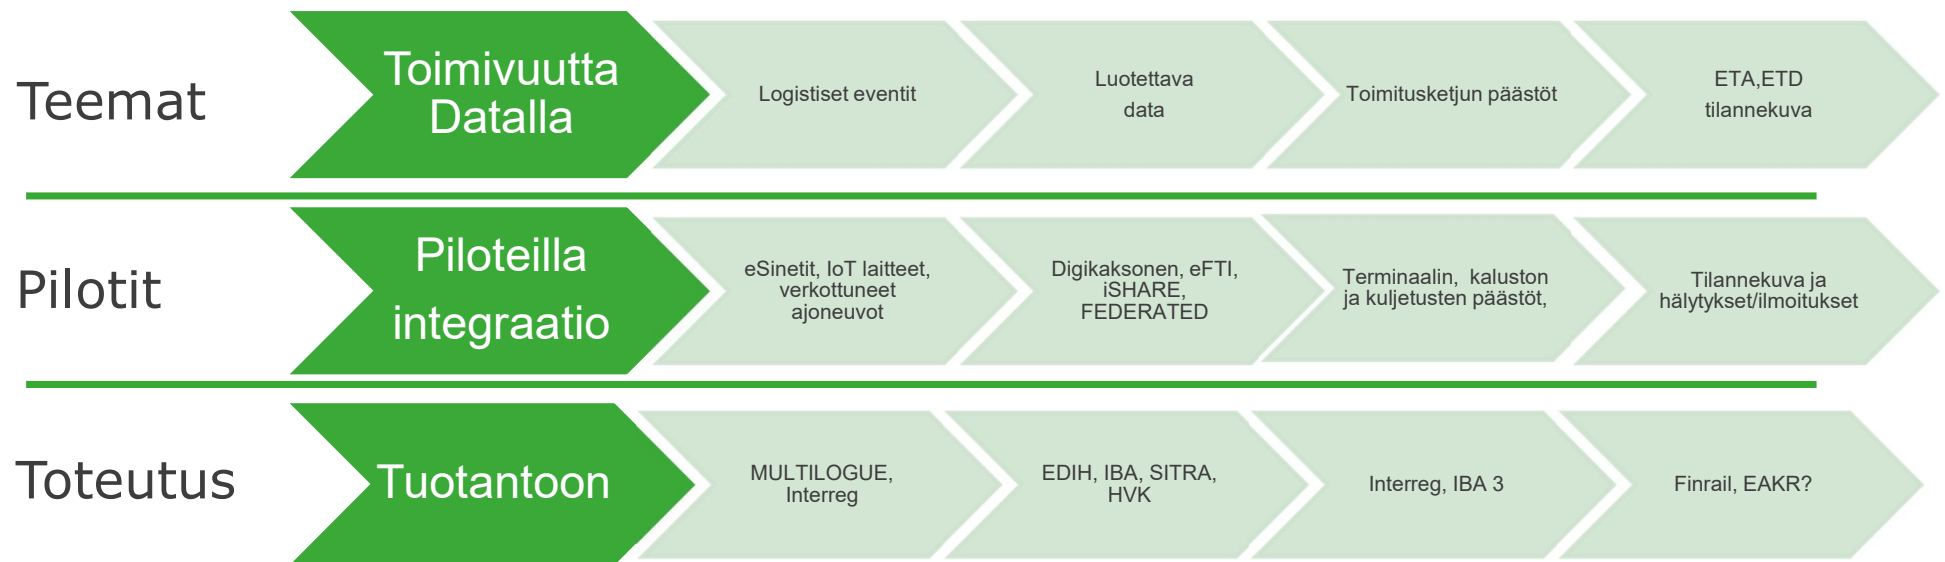 Teemat
Toimivuutta
Datalla
Logistiset eventit
Luotettava
data
Toimitusketjun päästöt
ETA,ETD
tilannekuva
Pilotit
Piloteilla
integraatio
eSinetit, IoT laitteet,
verkottuneet
ajoneuvot
Digikaksonen, eFTI,
iSHARE,
FEDERATED
Terminaalin, kaluston
ja kuljetusten päästöt,
Tilannekuva ja
hälytykset/ilmoitukset
Toteutus
Tuotantoon
MULTILOGUE,
Interreg
EDIH, IBA, SITRA,
HVK
Interreg, IBA 3
Finrail, EAKR?